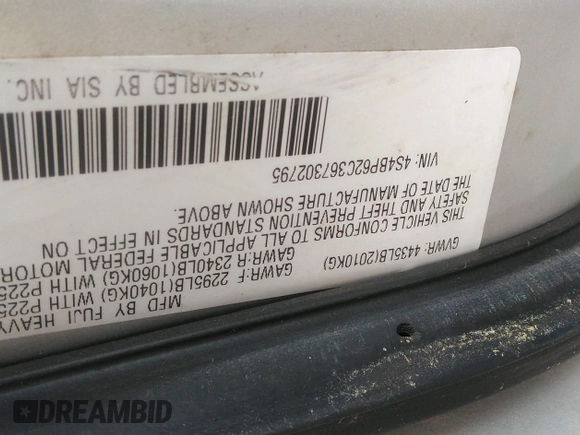 MFD BY FUJI HEAVY
GAWR:F 2295LB(1040KG) WITH P225
GAWR:R 2340LB(1060KG) WITH P225
GVWR: 4435LB(2010KG)
THIS VEHICLE CONFORMS TO ALL APPLICABLE FEDERAL MOTOR
SAFETY AND THEFT PREVENTION STANDARDS IN EFFECT ON
THE DATE OF MANUFACTURE SHOWN ABOVE.
VIN: 4S4BP62C367302795
ASSEMBLED BY SIA INC.
DREAMBID